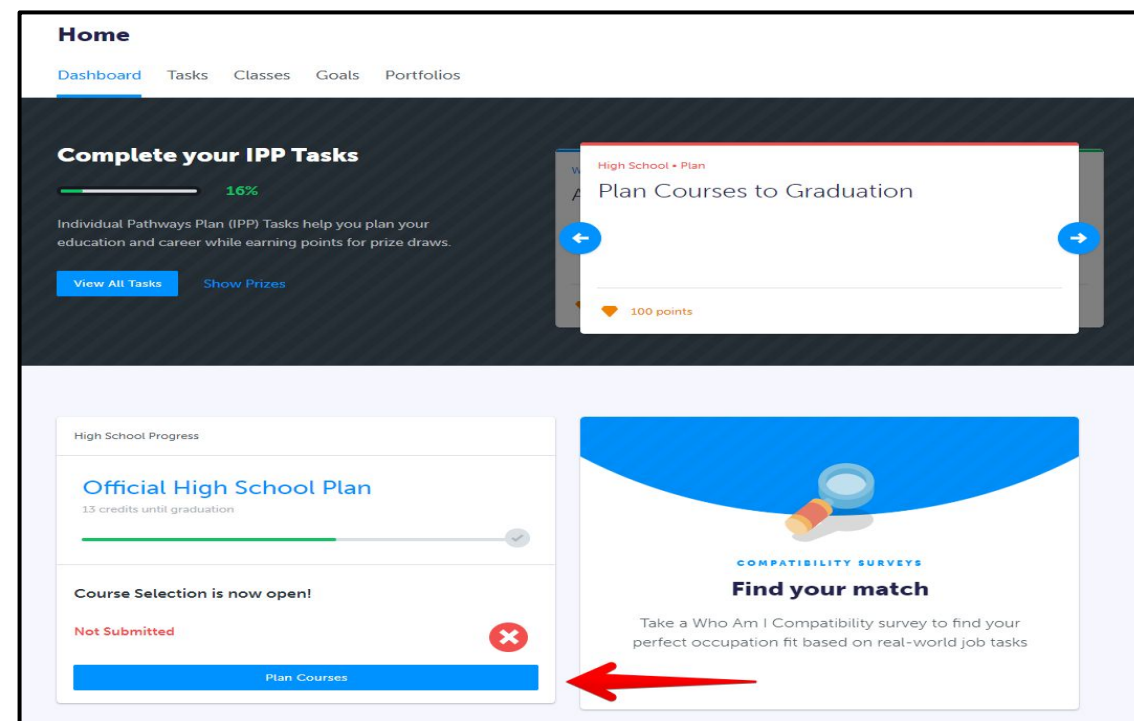 Home
Dashboard Tasks Classes Goals Portfolios
Complete your IPP Tasks
16%
Individual Pathways Plan (IPP) Tasks help you plan your
education and career while earning points for prize draws.
View All Tasks Show Prizes
High School • Plan
Plan Courses to Graduation
100 points
High School Progress
Official High School Plan
13 credits until graduation
Course Selection is now open!
Not Submitted
Plan Courses
COMPATIBILITY SURVEYS
Find your match
Take a Who Am I Compatibility survey to find your
perfect occupation fit based on real-world job tasks